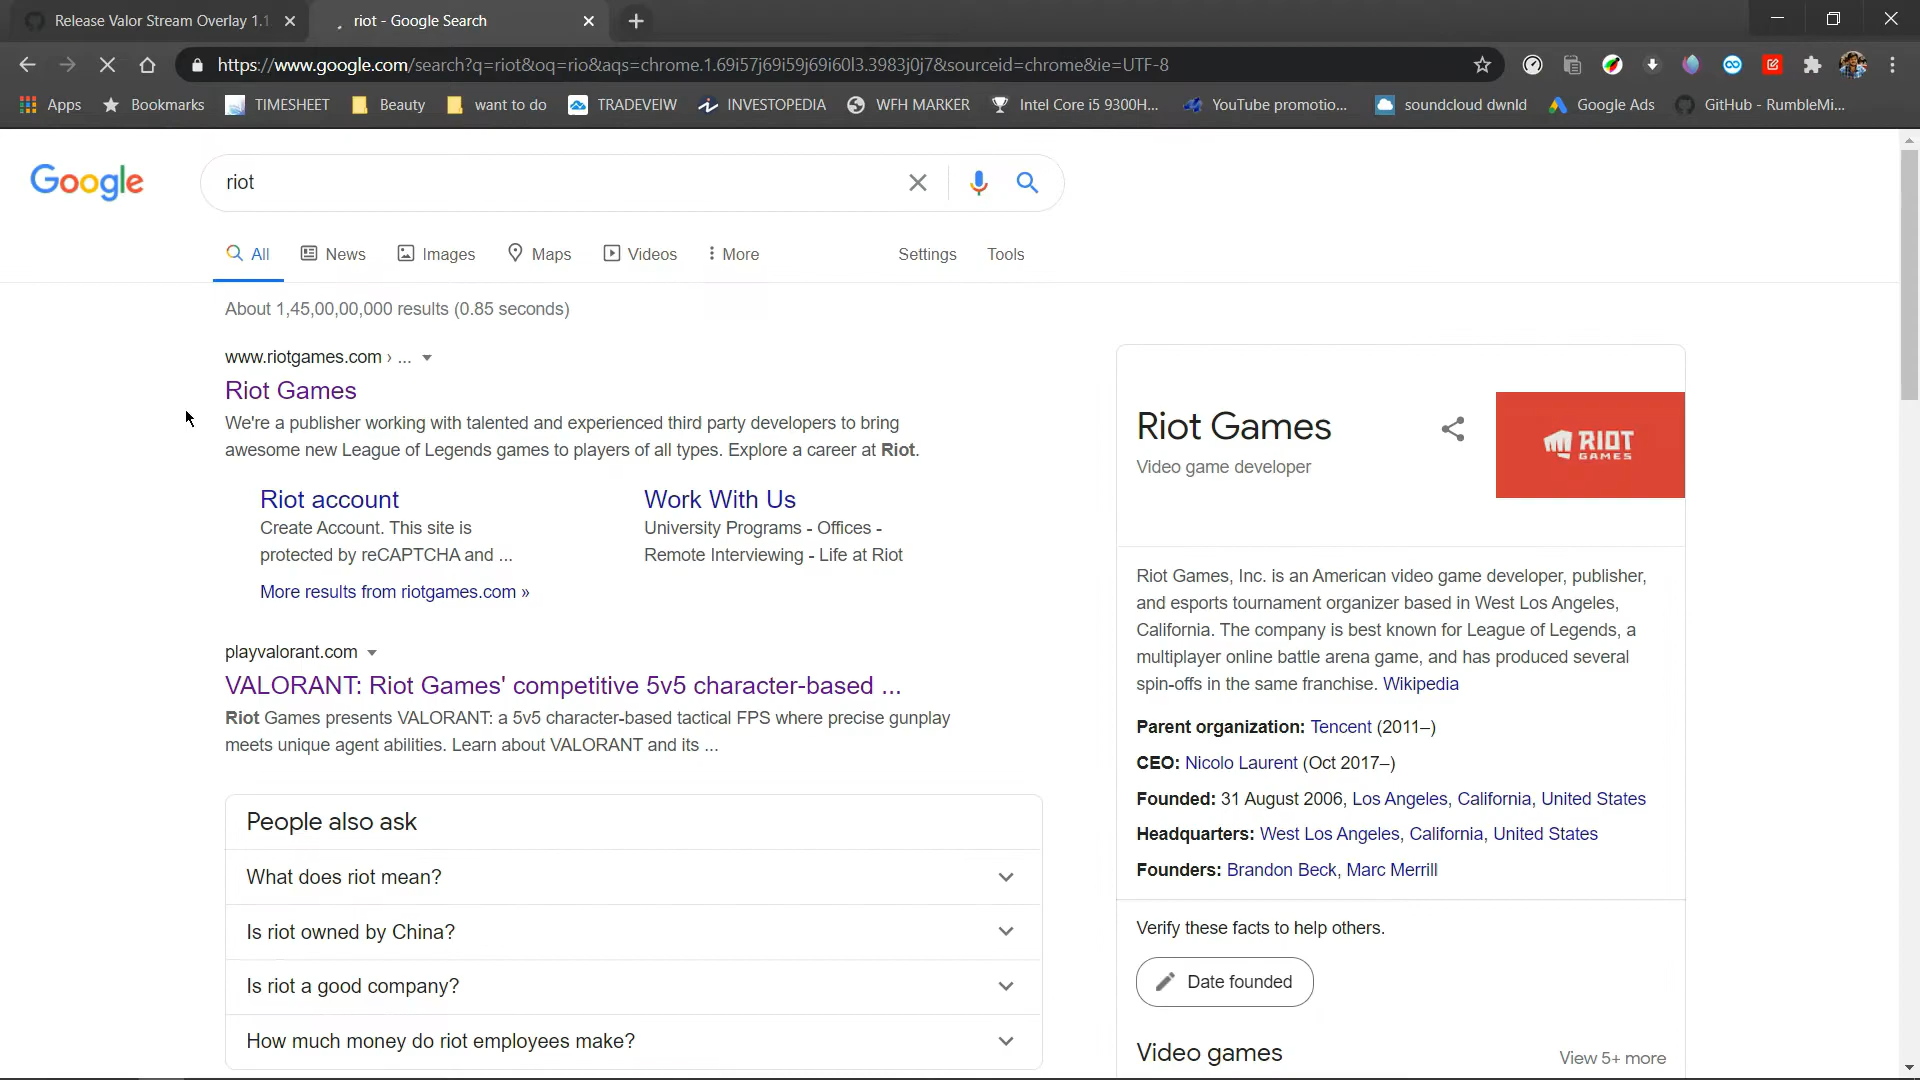 Release Valor Stream Overlay 1.1
riot - Google Search
https://www.google.com/search?q=riot&oq=rio&aqs=chrome.1.69i57j69i59j69i60l3.3983j0j7&sourceid=chrome&ie=UTF-8
Apps
Bookmarks
TIMESHEET
Beauty
want to do
TRADEVEIW
INVESTOPEDIA
WFH MARKER
Intel Core i5 9300H...
YouTube promotio...
soundcloud dwnld
Google Ads
GitHub - RumbleMi...
Google
riot
All
News
Images
Maps
Videos
More
Settings
Tools
About 1,45,00,00,000 results (0.85 seconds)
www.riotgames.com › ...
Riot Games
We're a publisher working with talented and experienced third party developers to bring
awesome new League of Legends games to players of all types. Explore a career at Riot.
Riot account
Create Account. This site is
protected by reCAPTCHA and ...
Work With Us
University Programs - Offices -
Remote Interviewing - Life at Riot
More results from riotgames.com »
playvalorant.com
VALORANT: Riot Games' competitive 5v5 character-based ...
Riot Games presents VALORANT: a 5v5 character-based tactical FPS where precise gunplay
meets unique agent abilities. Learn about VALORANT and its ...
People also ask
What does riot mean?
Is riot owned by China?
Is riot a good company?
How much money do riot employees make?
Riot Games
Video game developer
RIOT
GAMES
Riot Games, Inc. is an American video game developer, publisher,
and esports tournament organizer based in West Los Angeles,
California. The company is best known for League of Legends, a
multiplayer online battle arena game, and has produced several
spin-offs in the same franchise. Wikipedia
Parent organization: Tencent (2011–)
CEO: Nicolo Laurent (Oct 2017–)
Founded: 31 August 2006, Los Angeles, California, United States
Headquarters: West Los Angeles, California, United States
Founders: Brandon Beck, Marc Merrill
Verify these facts to help others.
Date founded
Video games
View 5+ more